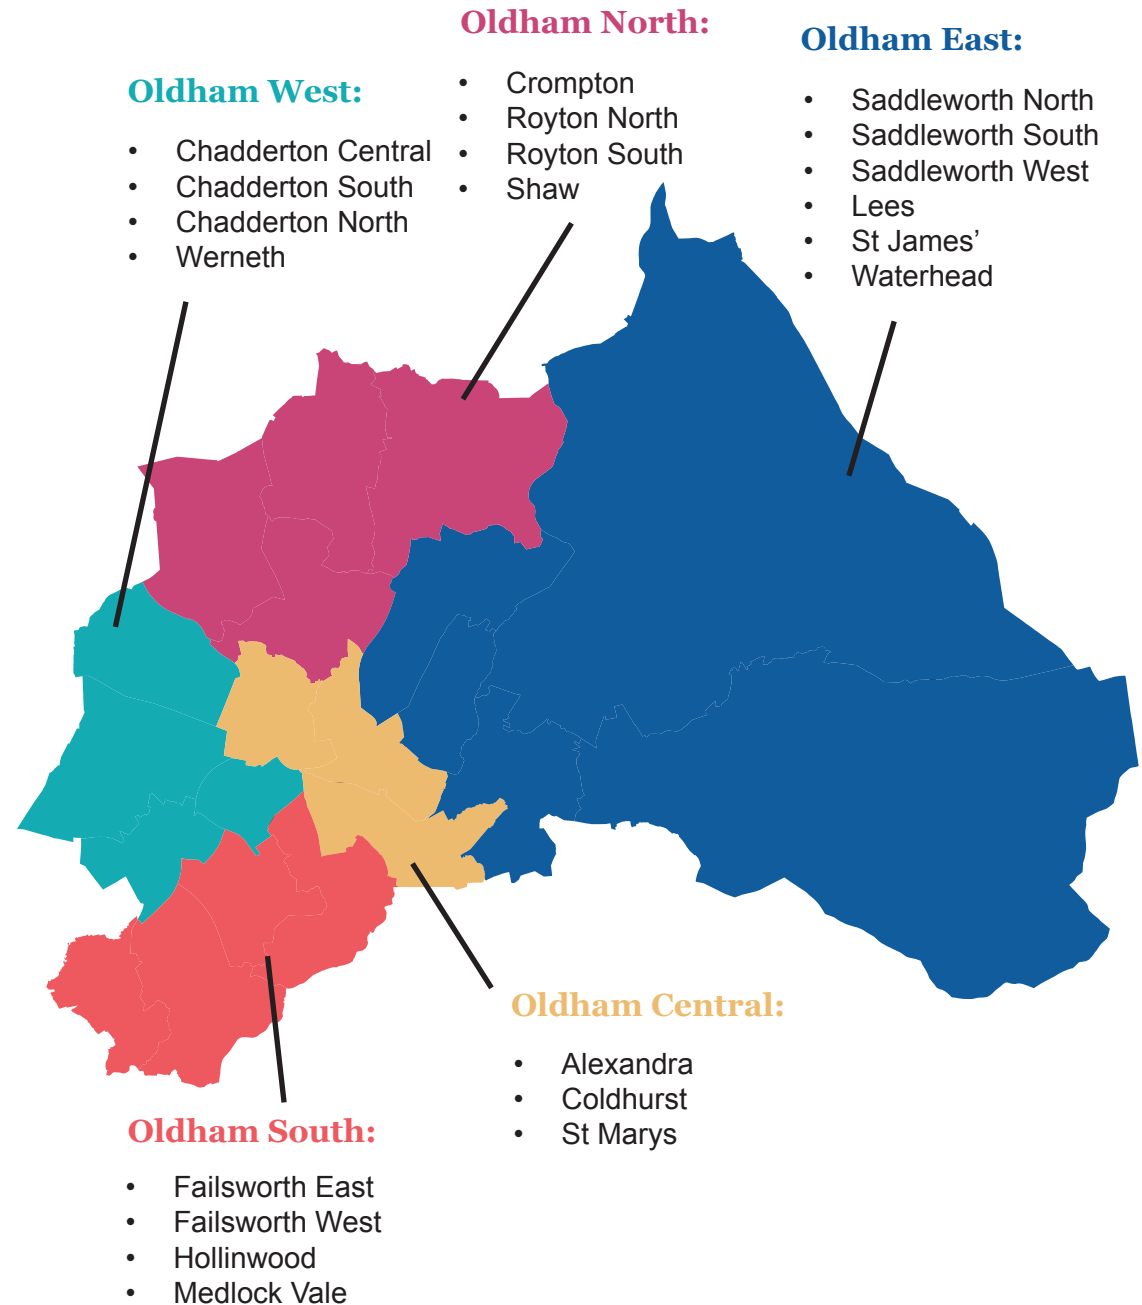 Oldham North:
• Crompton
• Royton North
• Royton South
• Shaw
Oldham East:
• Saddleworth North
• Saddleworth South
• Saddleworth West
• Lees
• St James’
• Waterhead
Oldham West:
• Chadderton Central
• Chadderton South
• Chadderton North
• Werneth
Oldham Central:
• Alexandra
• Coldhurst
• St Marys
Oldham South:
• Failsworth East
• Failsworth West
• Hollinwood
• Medlock Vale